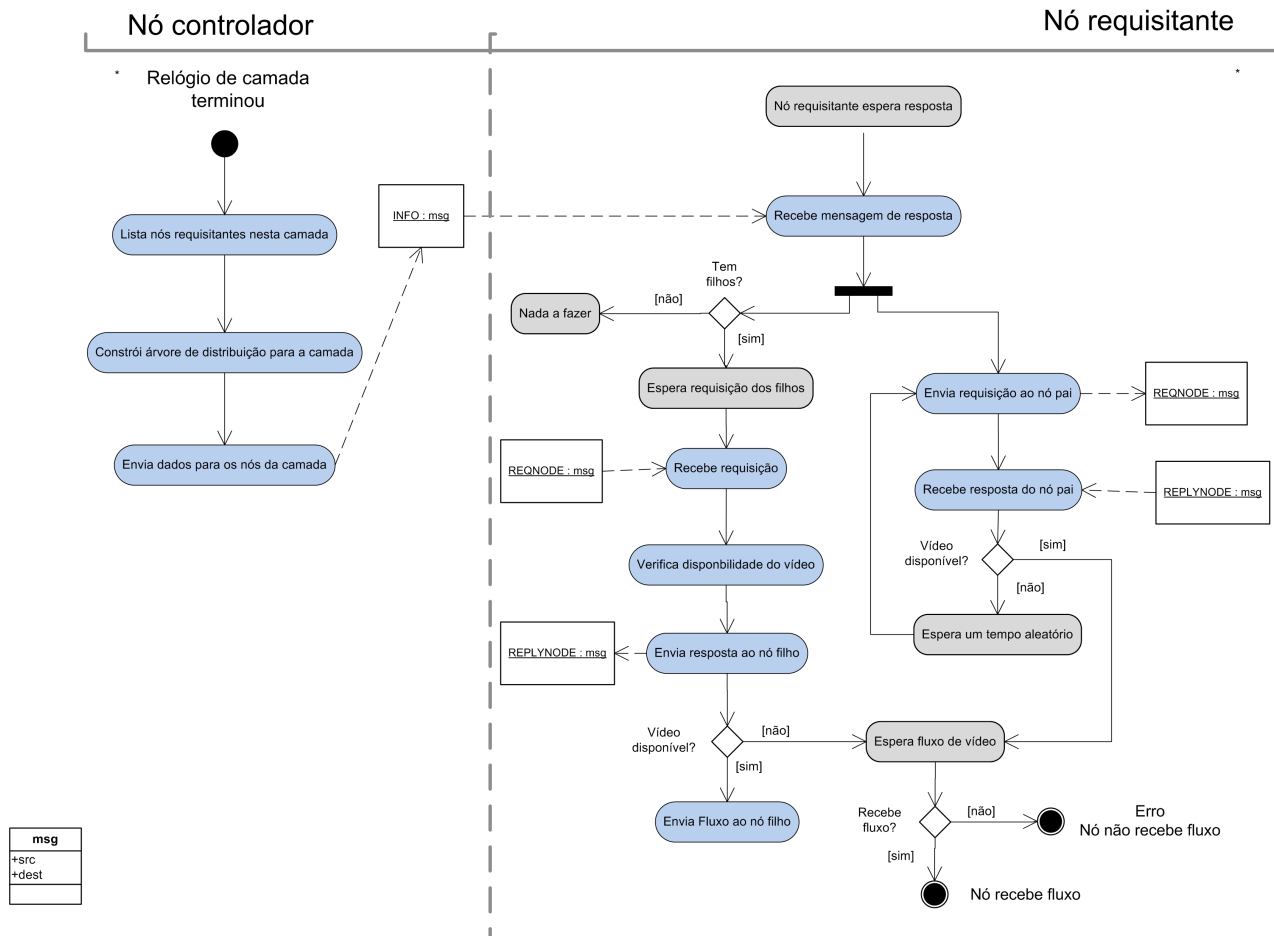 Nó controlador
Nó requisitante
*
Relógio de camada
terminou
*
Nó requisitante espera resposta
INFO : msg
Recebe mensagem de resposta
Lista nós requisitantes nesta camada
Tem
filhos?
[não]
Nada a fazer
[sim]
Constrói árvore de distribuição para a camada
Espera requisição dos filhos
Envia requisição ao nó pai
REQNODE : msg
Envia dados para os nós da camada
REQNODE : msg
Recebe requisição
Recebe resposta do nó pai
REPLYNODE : msg
Vídeo
disponível?
[sim]
[não]
Verifica disponbilidade do vídeo
Espera um tempo aleatório
REPLYNODE : msg
Envia resposta ao nó filho
Vídeo
disponível?
[não]
[sim]
Espera fluxo de vídeo
Envia Fluxo ao nó filho
Recebe
fluxo?
[não]
Erro
Nó não recebe fluxo
[sim]
Nó recebe fluxo
msg
+src
+dest